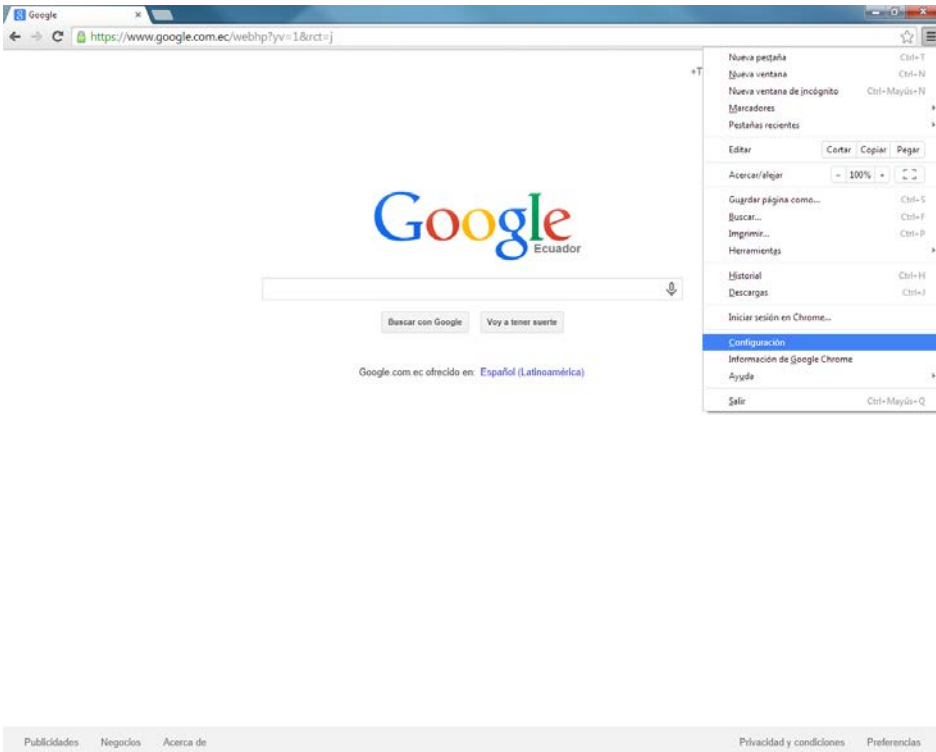 Google
https://www.google.com.ec/webhp?yv=1&rct=j
+T
Nueva pestaña Ctrl+T
Nueva ventana Ctrl+N
Nueva ventana de incógnito Ctrl+Mayús+N
Marcadores
Pestañas recientes
Editar Cortar Copiar Pegar
Acercar/alejar - 100% +
Guardar página como... Ctrl+S
Buscar... Ctrl+F
Imprimir... Ctrl+P
Herramientas
Historial Ctrl+H
Descargas Ctrl+J
Iniciar sesión en Chrome...
Configuración
Información de Google Chrome
Ayuda
Salir Ctrl+Mayús+Q
Google
Ecuador
Buscar con Google Voy a tener suerte
Google.com.ec ofrecido en: Español (Latinoamérica)
Publicidades Negocios Acerca de Privacidad y condiciones Preferencias